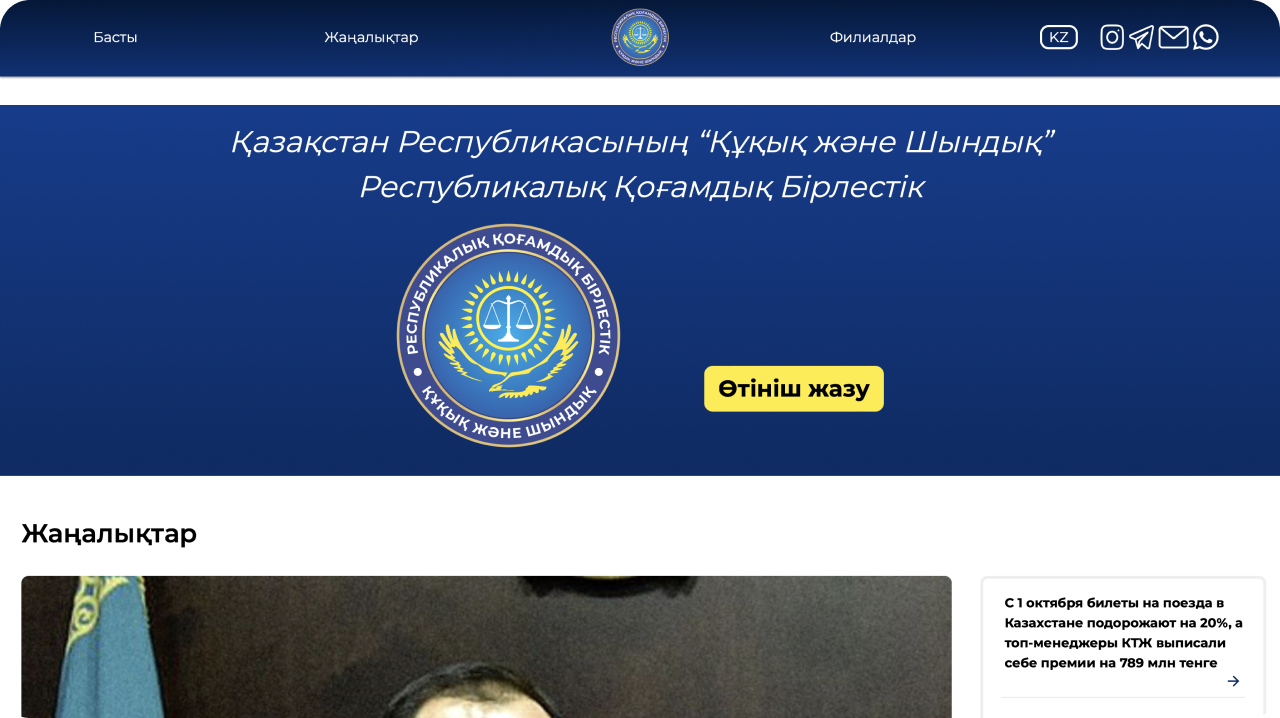 Басты
Жаңалықтар
Филиалдар
KZ
Қазақстан Республикасының “Құқық және Шындық”
Республикалық Қоғамдық Бірлестік
РЕСПУБЛИКАЛЫҚ ҚОҒАМДЫҚ БІРЛЕСТІК
ҚҰҚЫҚ ЖӘНЕ ШЫНДЫҚ
Өтініш жазу
Жаңалықтар
С 1 октября билеты на поезда в
Казахстане подорожают на 20%, а
топ-менеджеры КТЖ выписали
себе премии на 789 млн тенге